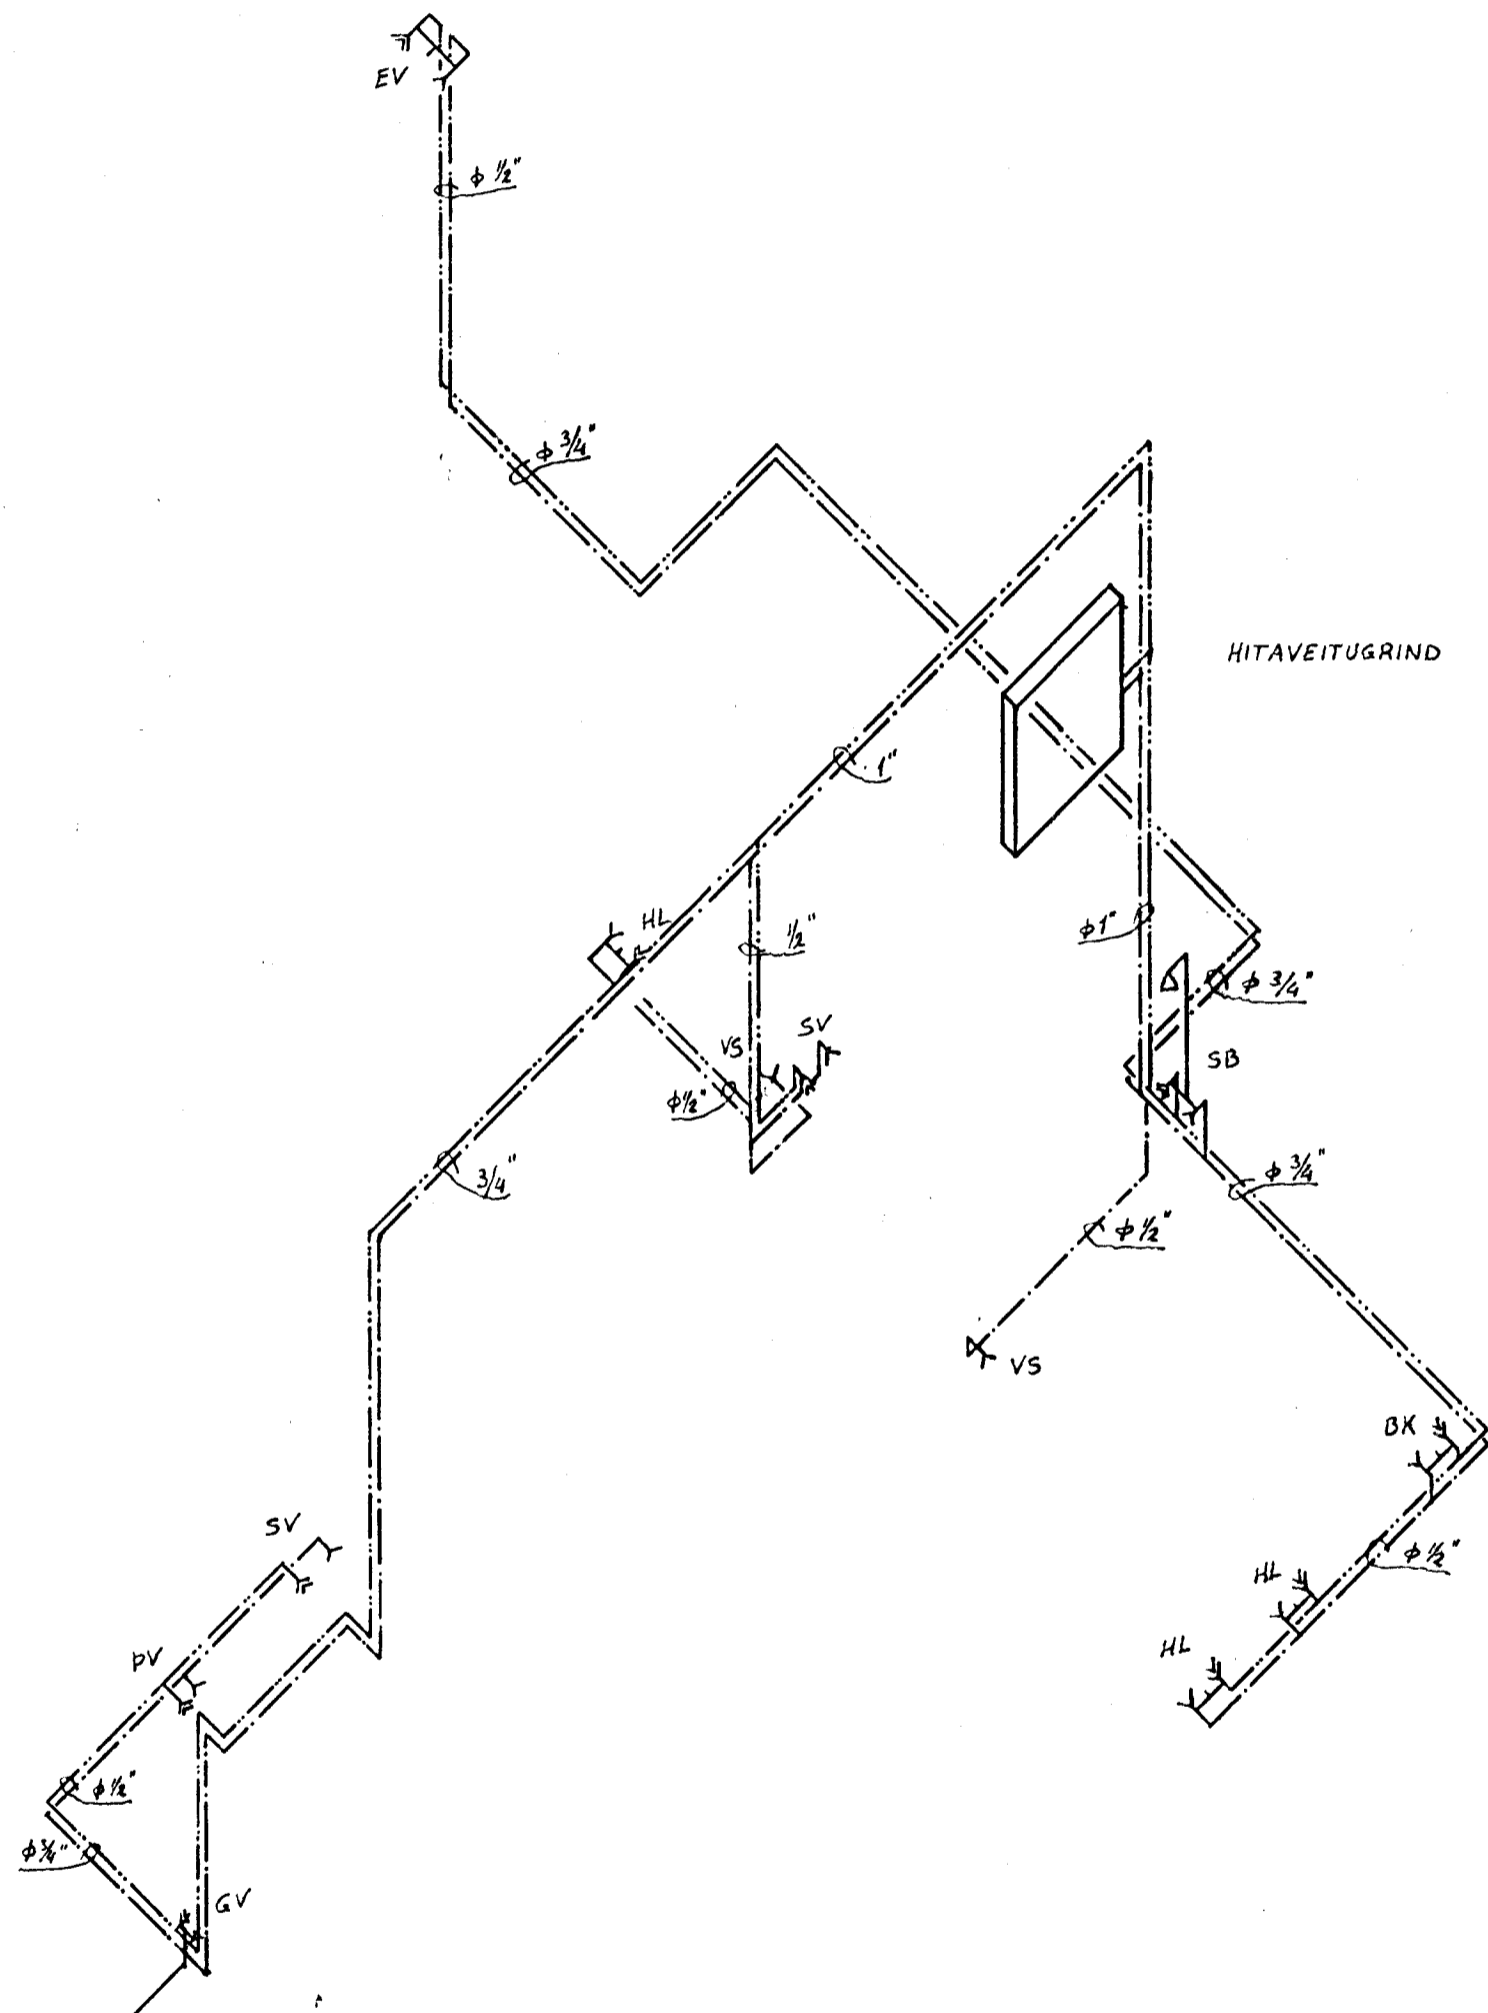 EV
φ 1/2"
φ 3/4"
HITAVEITUGRIND
1"
HL
1/2"
φ1"
φ 3/4"
VS
SV
SB
φ1/2"
3/4"
φ 3/4"
φ 1/2"
VS
BK
SV
φ 1/2"
HL
HL
PV
φ 1/2"
φ3/4"
GV